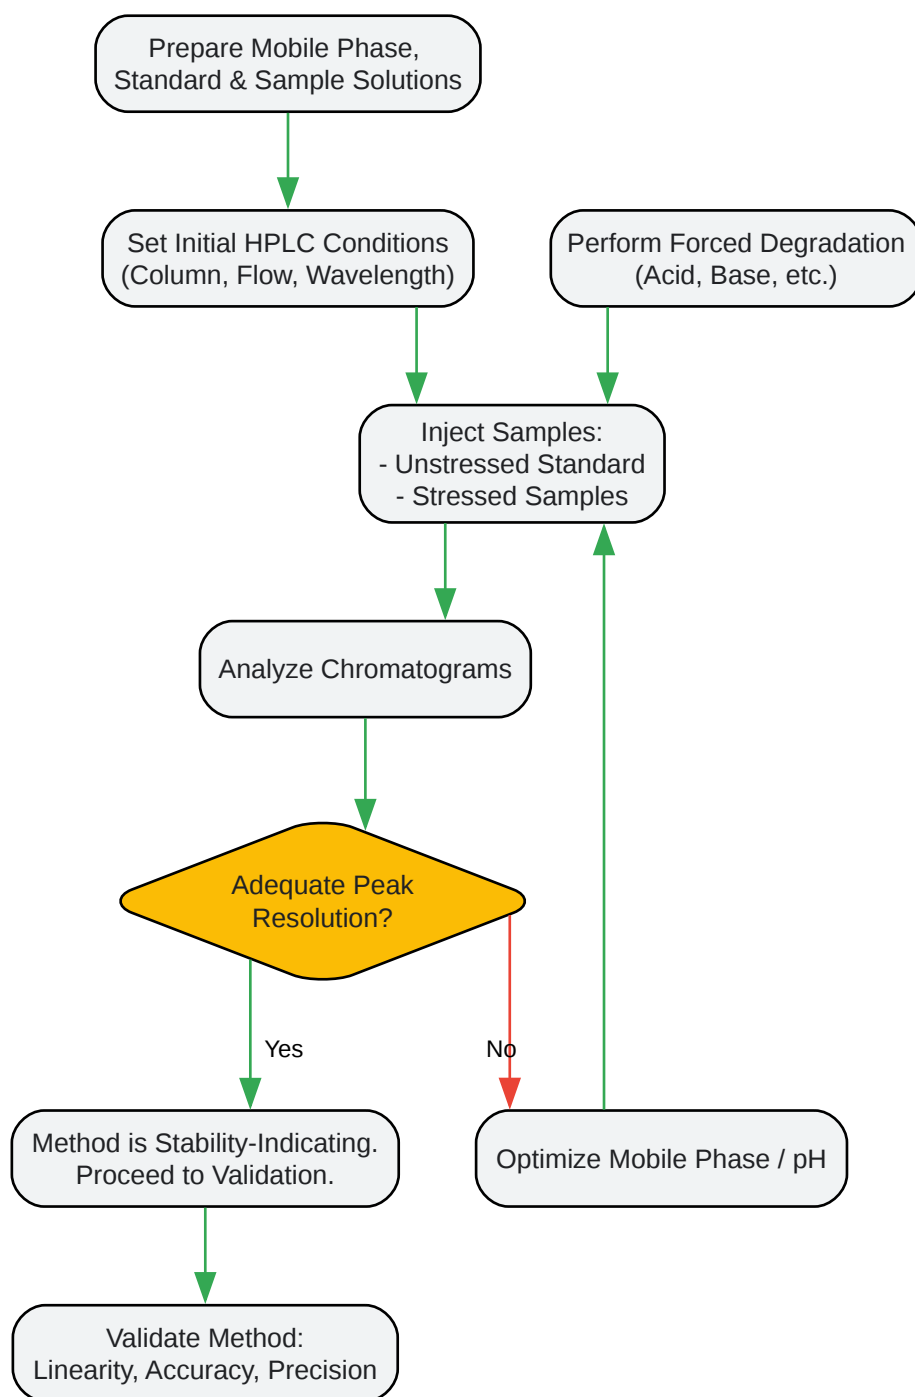 Prepare Mobile Phase,
Standard & Sample Solutions
Set Initial HPLC Conditions
(Column, Flow, Wavelength)
Perform Forced Degradation
(Acid, Base, etc.)
Inject Samples:
- Unstressed Standard
- Stressed Samples
Analyze Chromatograms
Adequate Peak
Resolution?
Yes
No
Method is Stability-Indicating.
Proceed to Validation.
Optimize Mobile Phase / pH
Validate Method:
Linearity, Accuracy, Precision